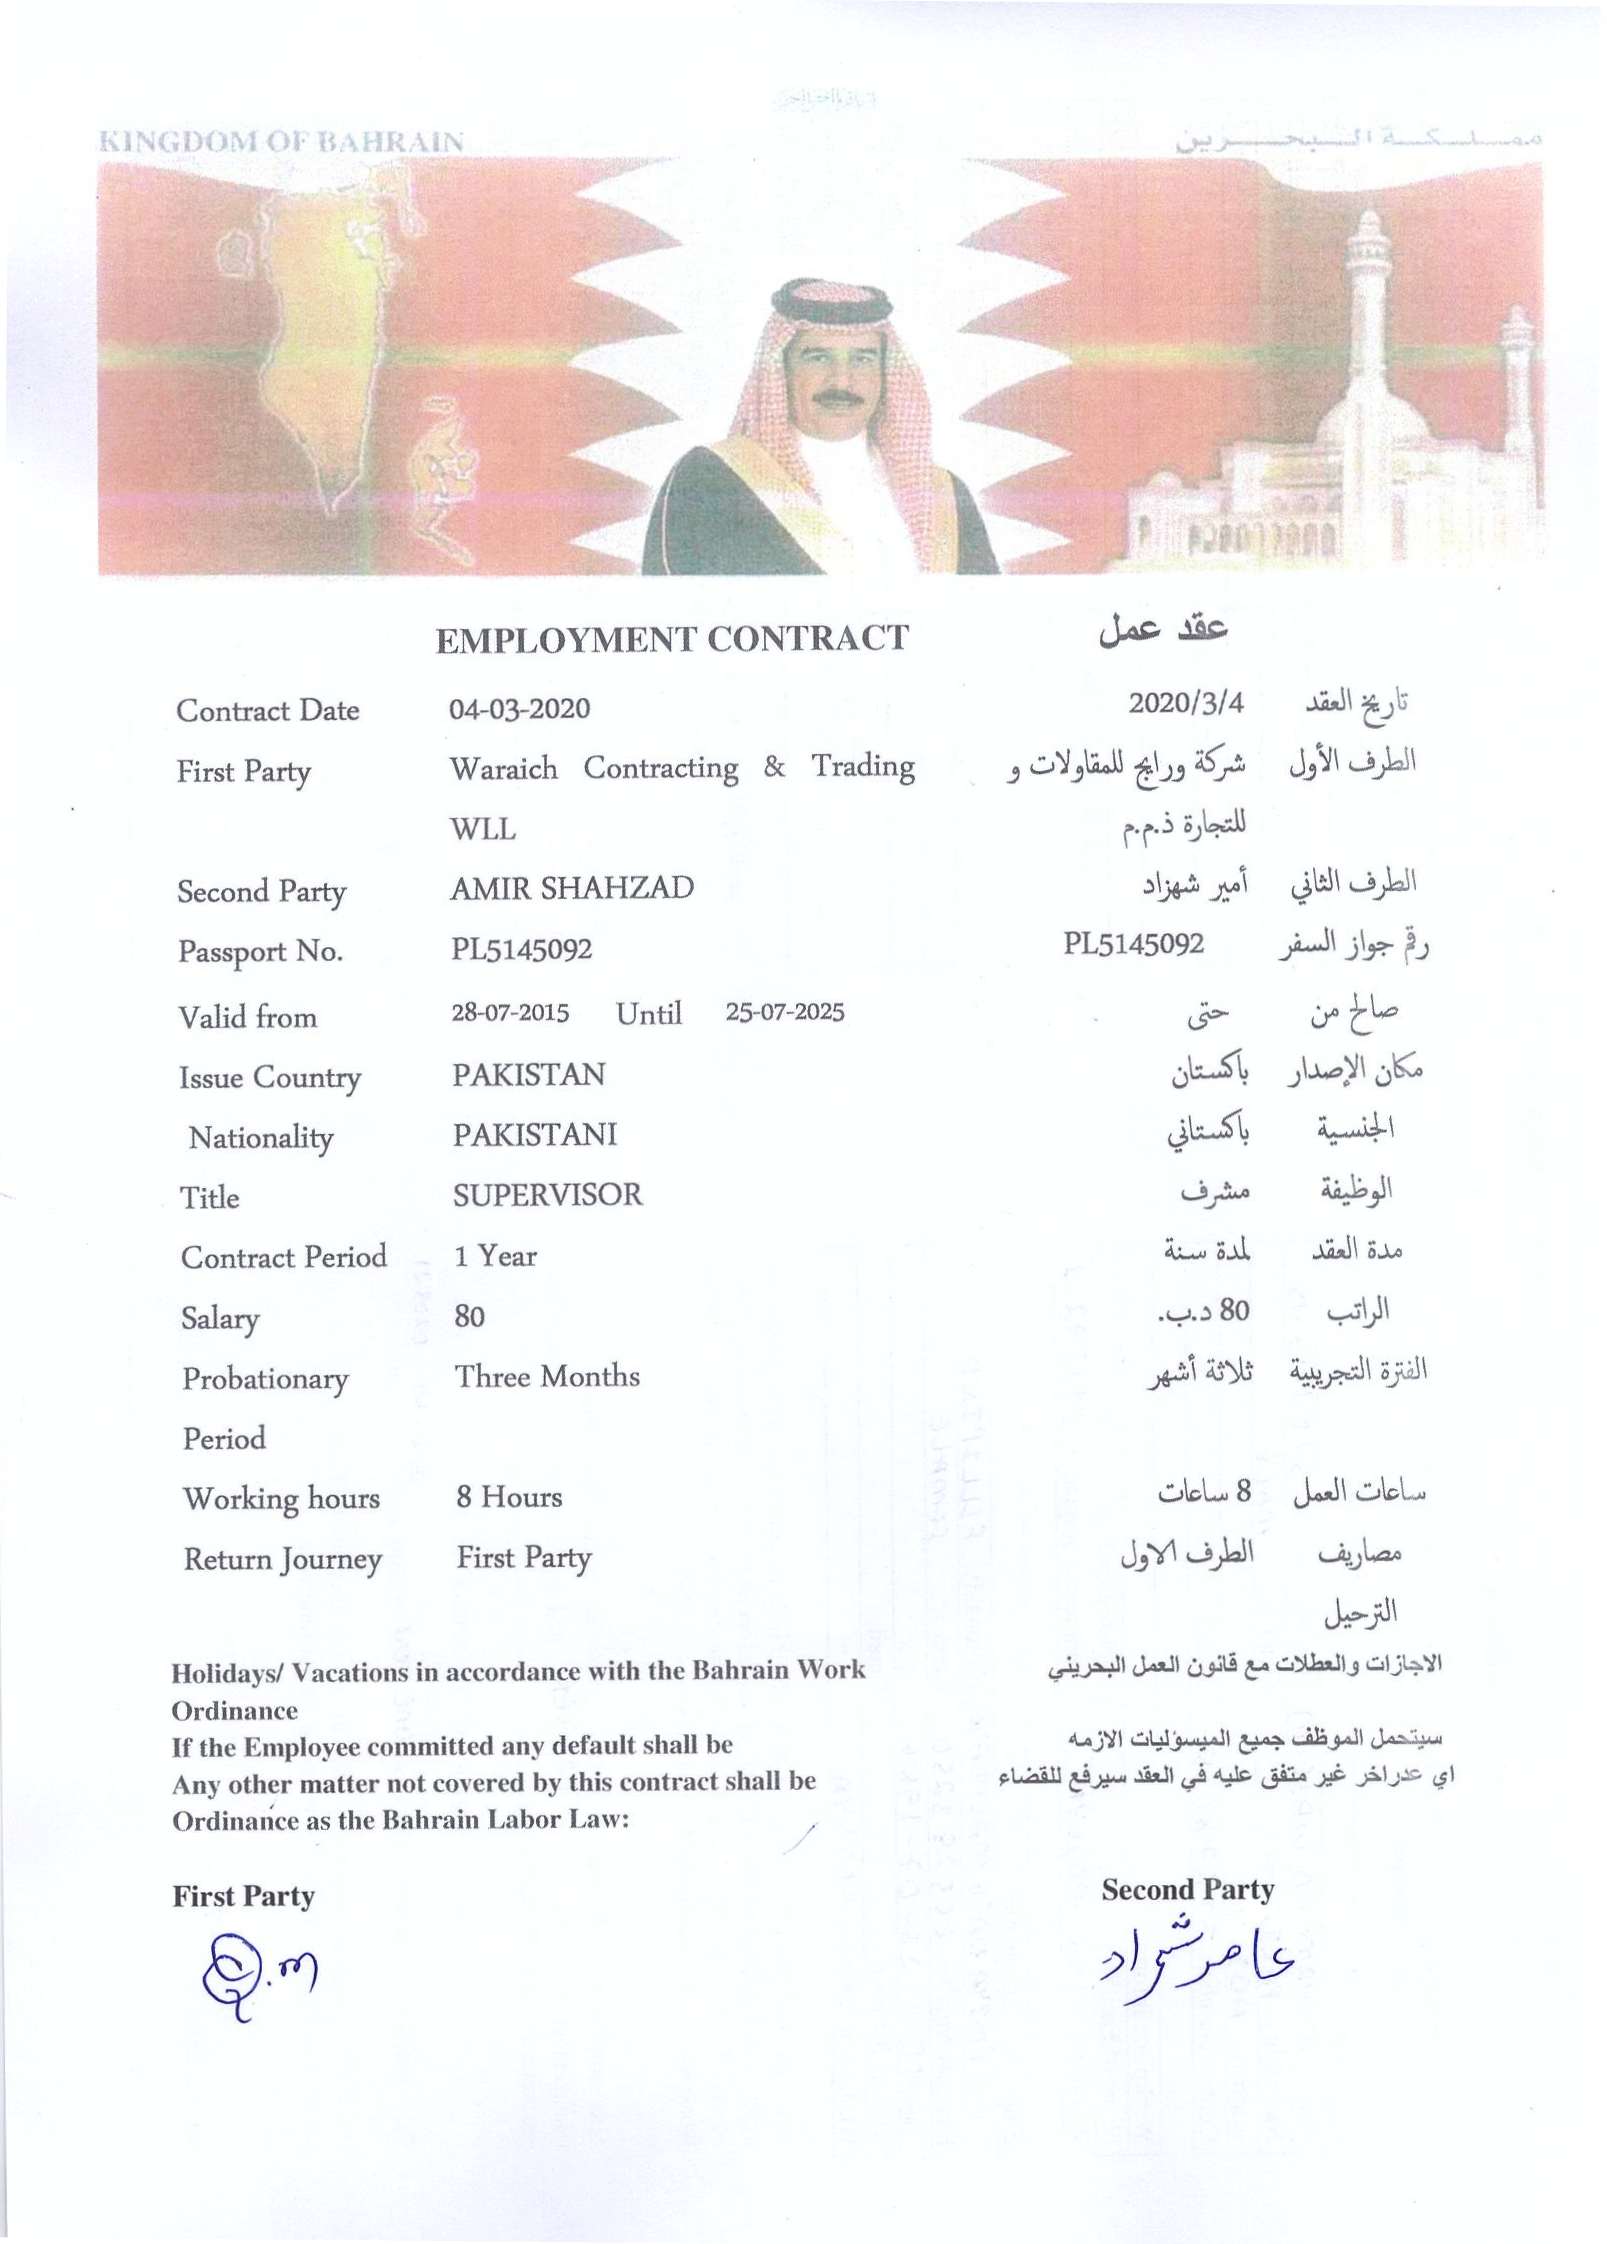 KINGDOM OF BAHRAIN مملكة البحرين
EMPLOYMENT CONTRACT عقد عمل
Contract Date 04-03-2020 2020/3/4 تاريخ العقد
First Party Waraich Contracting & Trading شركة ورايج للمقاولات و الطرف الأول
WLL للتجارة ذ.م.م
Second Party AMIR SHAHZAD أمير شهزاد الطرف الثاني
Passport No. PL5145092 PL5145092 رقم جواز السفر
Valid from 28-07-2015 Until 25-07-2025 حتى صالح من
Issue Country PAKISTAN باكستان مكان الإصدار
Nationality PAKISTANI باكستاني الجنسية
Title SUPERVISOR مشرف الوظيفة
Contract Period 1 Year لمدة سنة مدة العقد
Salary 80 80 د.ب. الراتب
Probationary Three Months ثلاثة أشهر الفترة التجريبية
Period
Working hours 8 Hours 8 ساعات ساعات العمل
Return Journey First Party الطرف الاول مصاريف
الترحيل
Holidays/ Vacations in accordance with the Bahrain Work الاجازات والعطلات مع قانون العمل البحريني
Ordinance
If the Employee committed any default shall be سيتحمل الموظف جميع الميسؤليات الازمه
Any other matter not covered by this contract shall be اي عدراخر غير متفق عليه في العقد سيرفع للقضاء
Ordinance as the Bahrain Labor Law:
First Party Second Party
عامر شہزاد